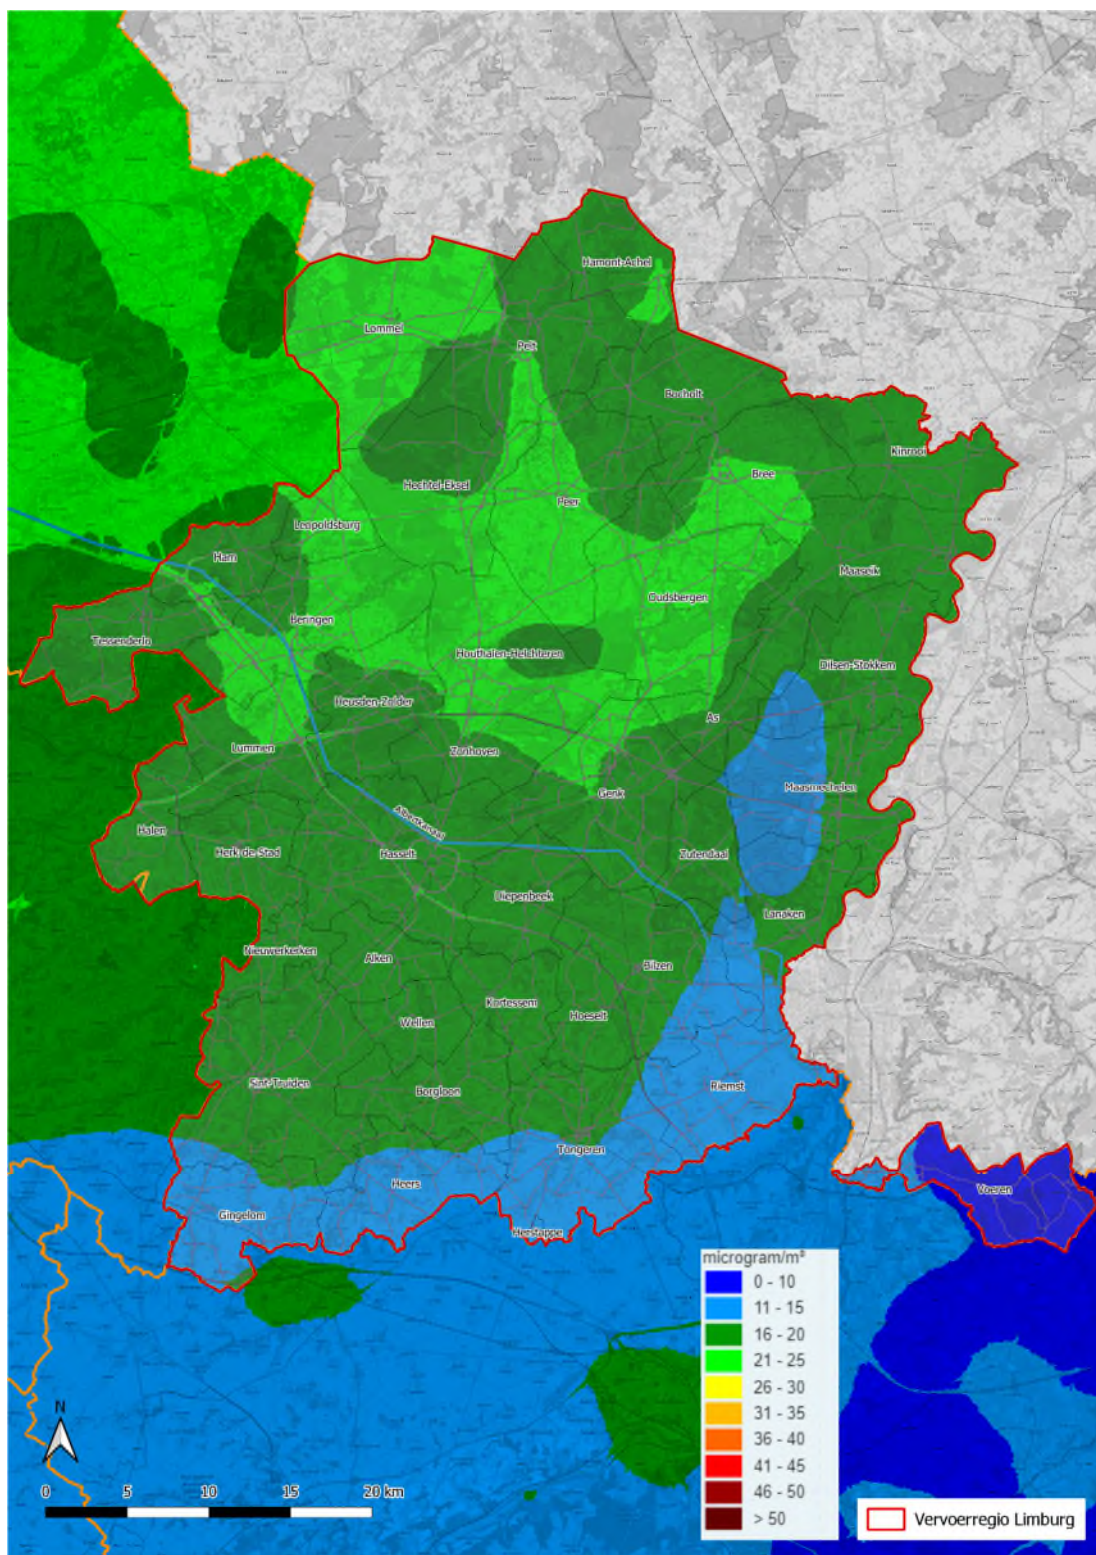 Hamont-Achel
Lommel
Pelt
Bocholt
Kinrooi
Bree
Hechtel-Eksel
Peer
Leopoldsburg
Ham
Maaseik
Oudsbergen
Beringen
Tessenderlo
Houthalen-Helchteren
Dilsen-Stokkem
Heusden-Zolder
As
Lummen
Zonhoven
Maasmechelen
Genk
Albertkanaal
Halen
Herk-de-Stad
Hasselt
Zutendaal
Diepenbeek
Lanaken
Nieuwerkerken
Alken
Bilzen
Kortessem
Hoeselt
Wellen
Sint-Truiden
Borgloon
Riemst
Tongeren
Heers
Voeren
Gingelom
Herstappe
microgram/m³
0 - 10
11 - 15
16 - 20
21 - 25
26 - 30
31 - 35
36 - 40
41 - 45
46 - 50
> 50
N
0 5 10 15 20 km
Vervoerregio Limburg